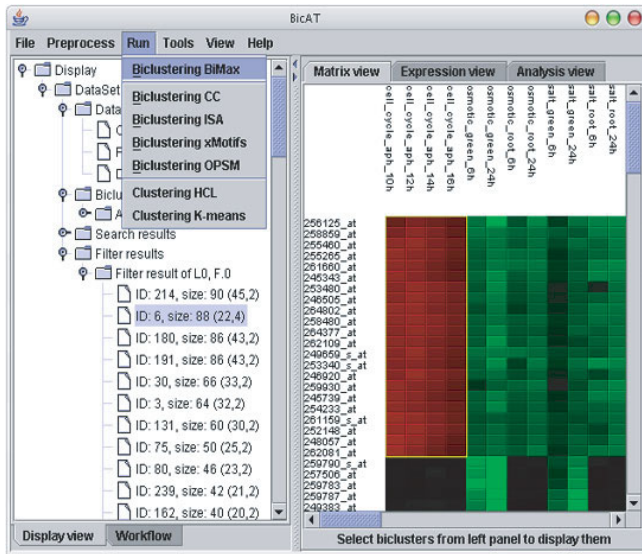 BicAT
File Preprocess Run Tools View Help
Display
DataSet
Data
Biclu
Search results
Filter results
Filter result of L0, F.0
ID: 214, size: 90 (45,2)
ID: 6, size: 88 (22,4)
ID: 180, size: 86 (43,2)
ID: 191, size: 86 (43,2)
ID: 30, size: 66 (33,2)
ID: 3, size: 64 (32,2)
ID: 131, size: 60 (30,2)
ID: 75, size: 50 (25,2)
ID: 80, size: 46 (23,2)
ID: 239, size: 42 (21,2)
ID: 162, size: 40 (20,2)
Display view Workflow
Biclustering BiMax
Biclustering CC
Biclustering ISA
Biclustering xMotifs
Biclustering OPSM
Clustering HCL
Clustering K-means
Matrix view Expression view Analysis view
cell_cycle_aph_10h
cell_cycle_aph_12h
cell_cycle_aph_14h
cell_cycle_aph_16h
osmotic_green_6h
osmotic_green_24h
osmotic_root_6h
osmotic_root_24h
salt_green_6h
salt_green_24h
salt_root_6h
salt_root_24h
256125_at
258859_at
255460_at
255265_at
261660_at
245343_at
253480_at
246505_at
264802_at
258480_at
264377_at
262109_at
249659_s_at
253340_s_at
246920_at
259930_at
245739_at
254233_at
261159_s_at
252148_at
248057_at
262081_at
259790_s_at
257506_at
259783_at
259787_at
249383_at
Select biclusters from left panel to display them